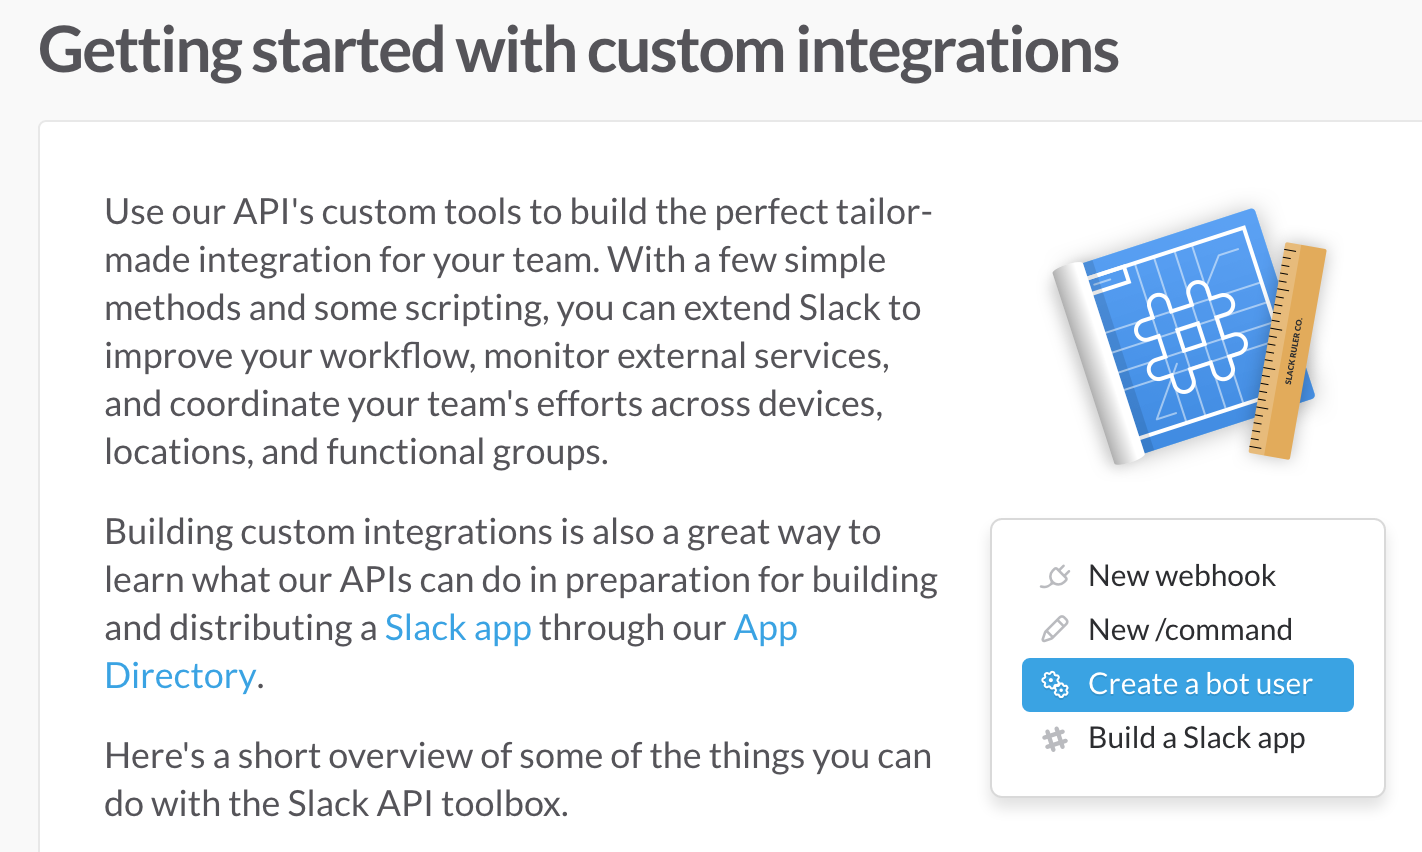 Getting started with custom integrations
Use our API's custom tools to build the perfect tailor-
made integration for your team. With a few simple
methods and some scripting, you can extend Slack to
improve your workflow, monitor external services,
and coordinate your team's efforts across devices,
locations, and functional groups.
Building custom integrations is also a great way to
learn what our APIs can do in preparation for building
and distributing a Slack app through our App
Directory.
Here's a short overview of some of the things you can
do with the Slack API toolbox.
SLACK RULER CO.
New webhook
New /command
Create a bot user
Build a Slack app